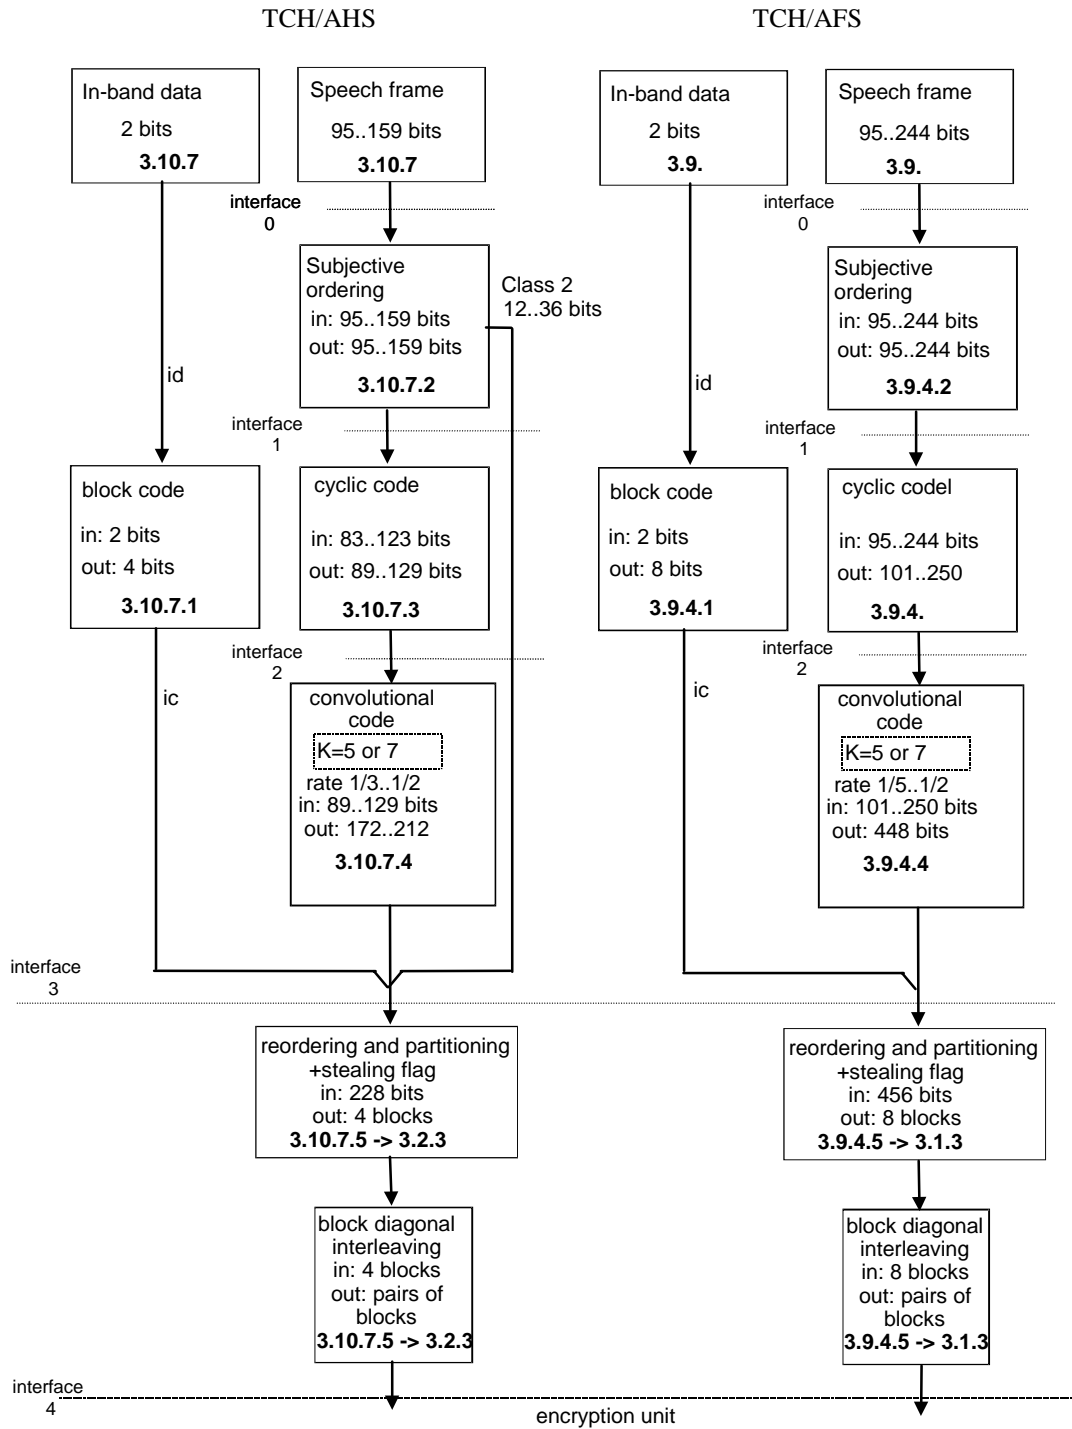 TCH/AHS
TCH/AFS
In-band data
2 bits
3.10.7
Speech frame
95..159 bits
3.10.7
In-band data
2 bits
3.9.
Speech frame
95..244 bits
3.9.
interface
0
interface
0
Subjective
ordering
in: 95..159 bits
out: 95..159 bits
3.10.7.2
Class 2
12..36 bits
Subjective
ordering
in: 95..244 bits
out: 95..244 bits
3.9.4.2
id
id
interface
1
interface
1
block code
in: 2 bits
out: 4 bits
3.10.7.1
cyclic code
in: 83..123 bits
out: 89..129 bits
3.10.7.3
block code
in: 2 bits
out: 8 bits
3.9.4.1
cyclic codel
in: 95..244 bits
out: 101..250
3.9.4.
interface
2
interface
2
ic
ic
convolutional
code
K=5 or 7
rate 1/3..1/2
in: 89..129 bits
out: 172..212
3.10.7.4
convolutional
code
K=5 or 7
rate 1/5..1/2
in: 101..250 bits
out: 448 bits
3.9.4.4
interface
3
reordering and partitioning
+stealing flag
in: 228 bits
out: 4 blocks
3.10.7.5 -> 3.2.3
reordering and partitioning
+stealing flag
in: 456 bits
out: 8 blocks
3.9.4.5 -> 3.1.3
block diagonal
interleaving
in: 4 blocks
out: pairs of
blocks
3.10.7.5 -> 3.2.3
block diagonal
interleaving
in: 8 blocks
out: pairs of
blocks
3.9.4.5 -> 3.1.3
interface
4
encryption unit